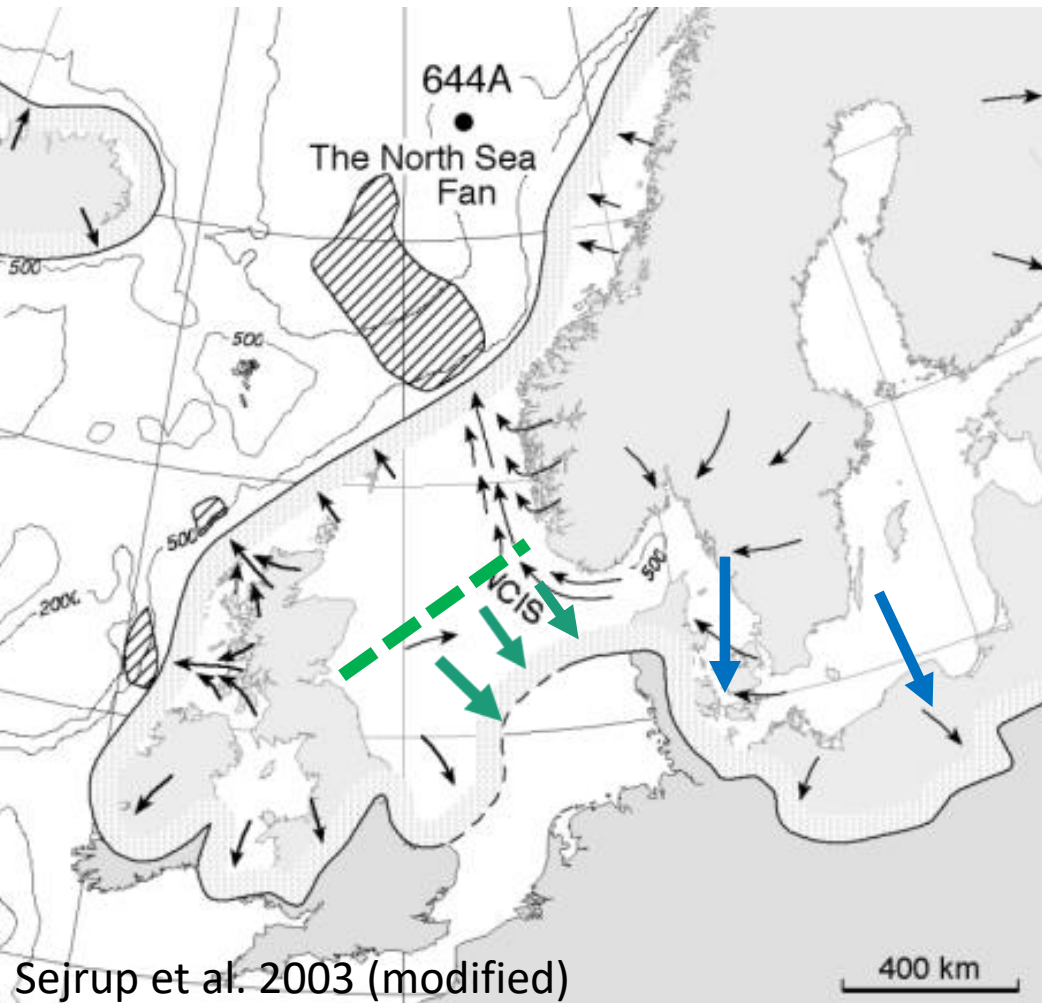 644A
The North Sea
Fan
500
500
500
2000
500
NCIS
Sejrup et al. 2003 (modified)
400 km